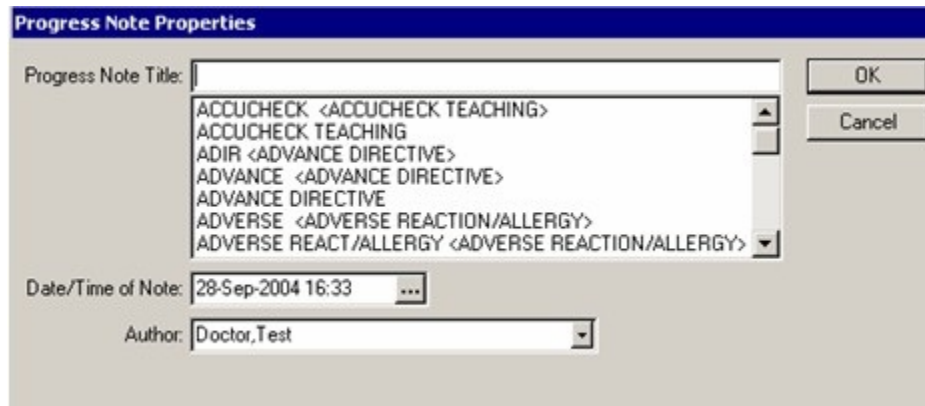 Progress Note Properties
Progress Note Title:
OK
ACCUCHECK <ACCUCHECK TEACHING>
Cancel
ACCUCHECK TEACHING
ADIR <ADVANCE DIRECTIVE>
ADVANCE <ADVANCE DIRECTIVE>
ADVANCE DIRECTIVE
ADVERSE <ADVERSE REACTION/ALLERGY>
ADVERSE REACT/ALLERGY <ADVERSE REACTION/ALLERGY>
Date/Time of Note: 28-Sep-2004 16:33 ...
Author: Doctor,Test